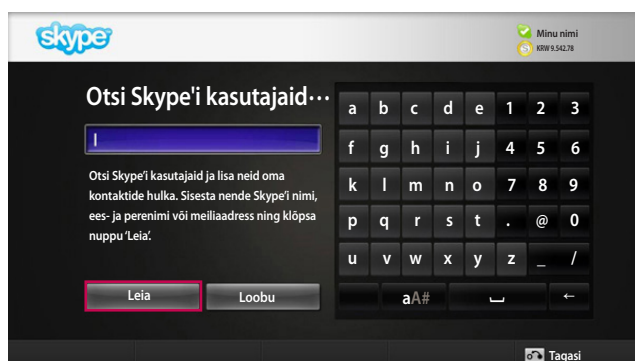 skype
Minu nimi
KRW 9.542.78
Otsi Skype'i kasutajaid···
Otsi Skype'i kasutajaid ja lisa neid oma
kontaktide hulka. Sisesta nende Skype'i nimi,
ees- ja perenimi või meiliaadress ning klõpsa
nuppu 'Leia'.
Leia Loobu
a b c d e 1 2 3
f g h i j 4 5 6
k l m n o 7 8 9
p q r s t . @ 0
u v w x y z _ /
aA# ←
Tagasi